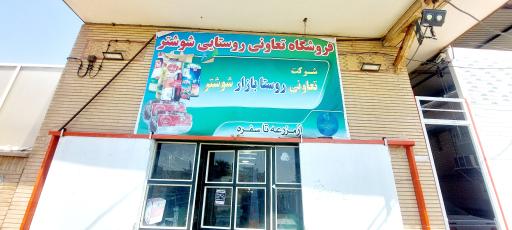 فروشگاه تعاونی روستایی شوشتر
شرکت
تعاونی روستا بازار شوشتر
از مزرعه تا سفره